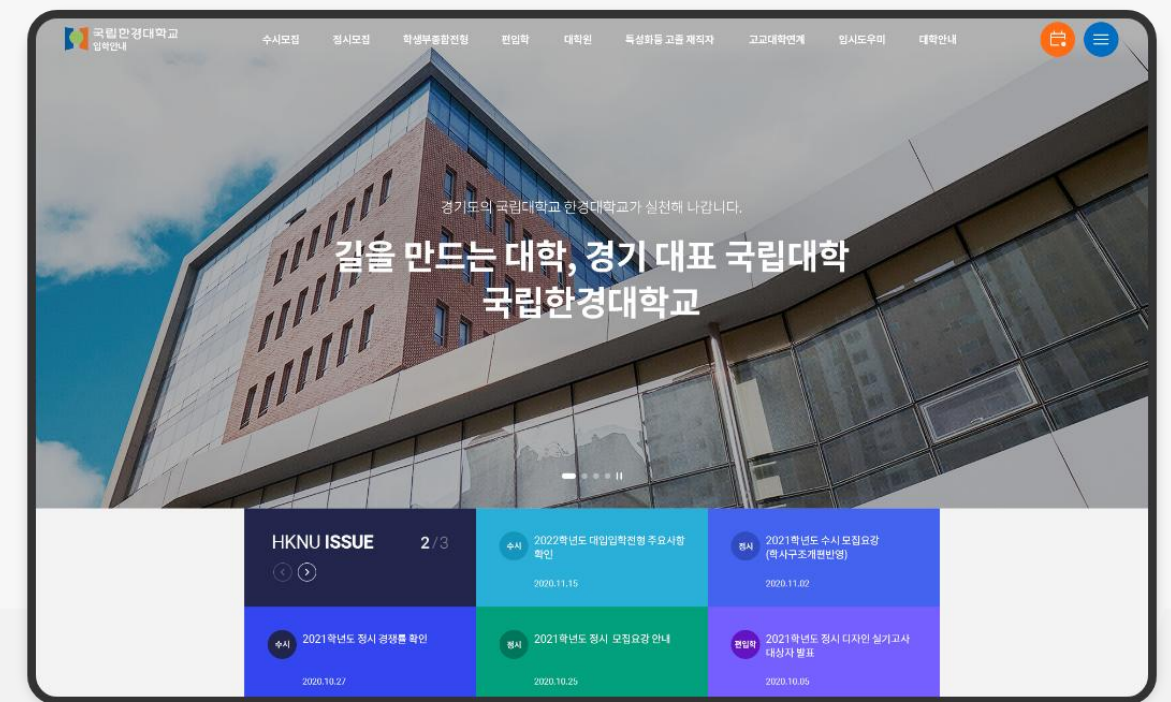 국립한경대학교
입학안내
수시모집 정시모집 학생부종합전형 편입학 대학원 특성화등 고졸 재직자 고교대학연계 입시도우미 대학안내
경기도의 국립대학교 한경대학교가 실천해 나갑니다.
길을 만드는 대학, 경기 대표 국립대학
국립한경대학교
HKNU ISSUE 2/3
수시 2022학년도 대입입학전형 주요사항
확인
2020.11.15
정시 2021학년도 수시 모집요강
(학사구조개편반영)
2020.11.02
수시 2021학년도 정시 경쟁률 확인
2020.10.27
정시 2021학년도 정시 모집요강 안내
2020.10.25
편입학 2021학년도 정시 디자인 실기고사
대상자 발표
2020.10.05